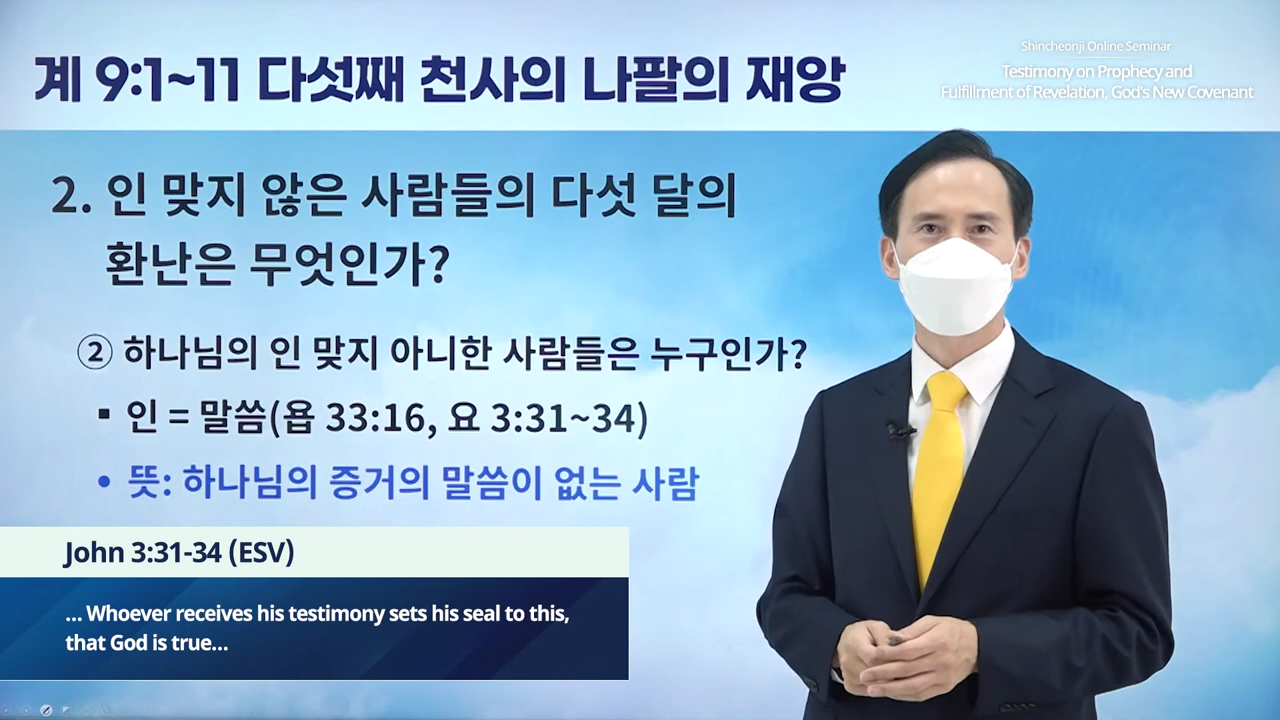 계 9:1~11 다섯째 천사의 나팔의 재앙
Shincheonji Online Seminar
Testimony on Prophecy and
Fulfillment of Revelation, God's New Covenant
2. 인 맞지 않은 사람들의 다섯 달의
환난은 무엇인가?
② 하나님의 인 맞지 아니한 사람들은 누구인가?
▪ 인 = 말씀(욥 33:16, 요 3:31~34)
• 뜻: 하나님의 증거의 말씀이 없는 사람
John 3:31-34 (ESV)
... Whoever receives his testimony sets his seal to this,
that God is true...